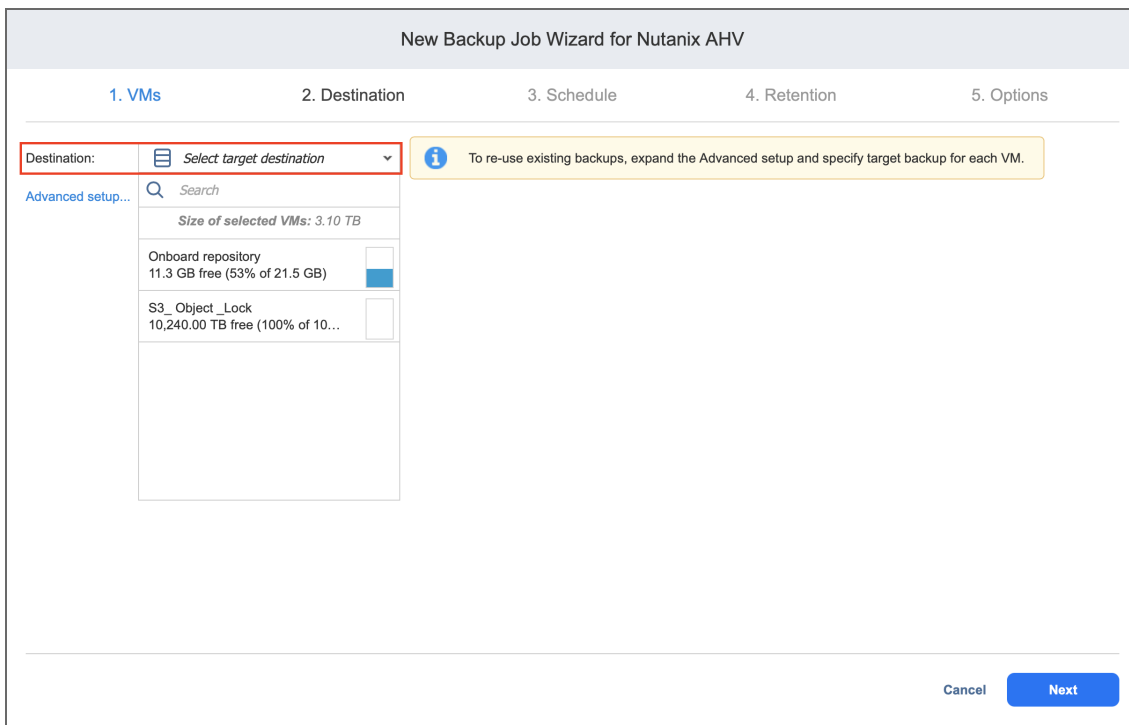 New Backup Job Wizard for Nutanix AHV
1. VMs
2. Destination
3. Schedule
4. Retention
5. Options
Destination:
Select target destination
To re-use existing backups, expand the Advanced setup and specify target backup for each VM.
Advanced setup...
Search
Size of selected VMs: 3.10 TB
Onboard repository
11.3 GB free (53% of 21.5 GB)
S3_ Object _Lock
10,240.00 TB free (100% of 10...
Cancel
Next